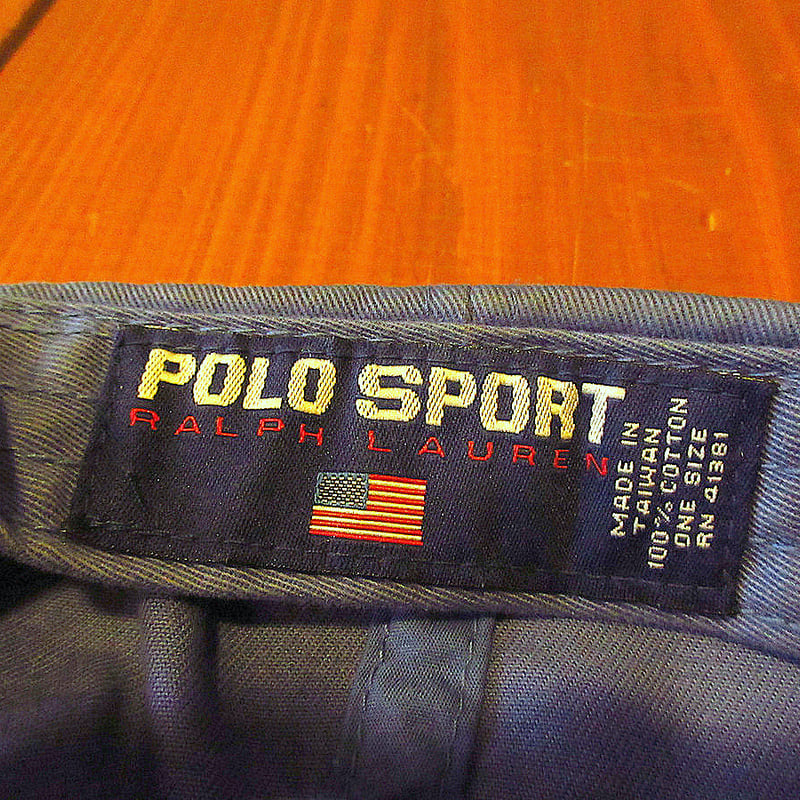 POLO SPORT
RALPH LAUREN
MADE IN
TAIWAN
100% COTTON
ONE SIZE
RN 41381